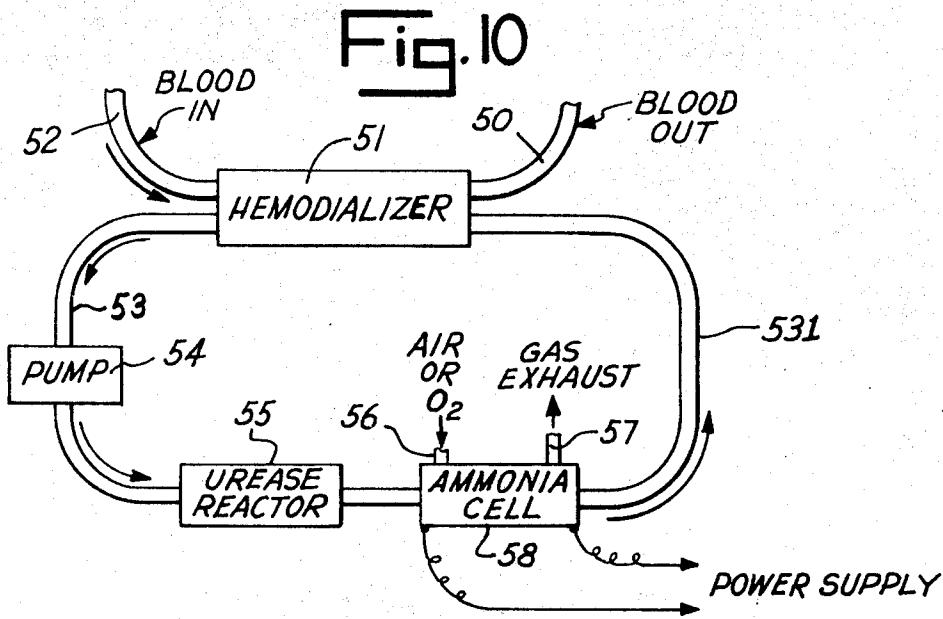 Fig. 10
BLOOD
IN
52
51
50
BLOOD
OUT
HEMODIALIZER
53
PUMP
54
AIR
OR
O2
GAS
EXHAUST
531
55
56
57
UREASE
REACTOR
AMMONIA
CELL
58
POWER SUPPLY